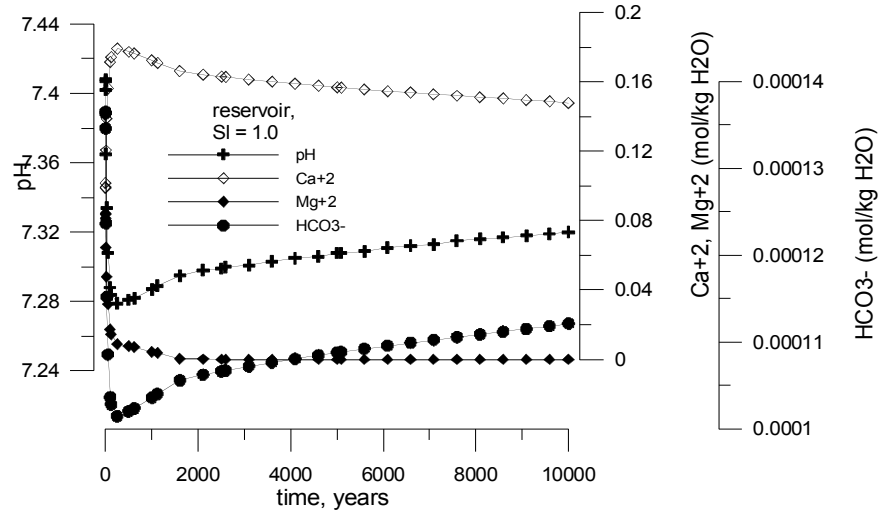 7.44
7.4
7.36
7.32
7.28
7.24
pH
reservoir,
SI = 1.0
pH
Ca+2
Mg+2
HCO3-
0.2
0.16
0.12
0.08
0.04
0
Ca+2, Mg+2 (mol/kg H2O)
0.00014
0.00013
0.00012
0.00011
0.0001
HCO3- (mol/kg H2O)
0 2000 4000 6000 8000 10000
time, years